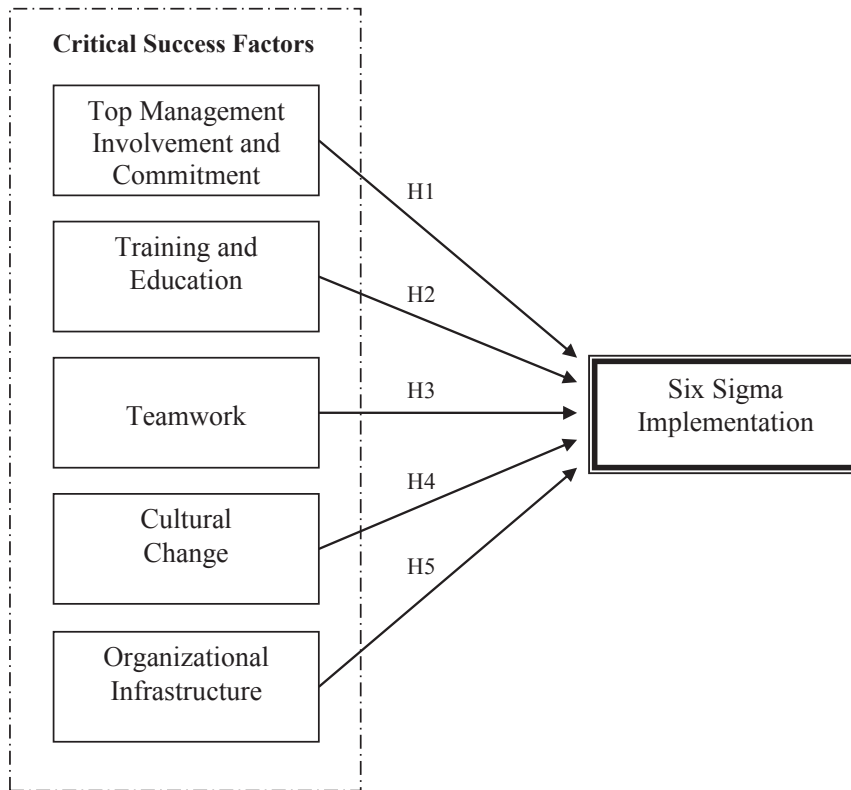 Critical Success Factors
Top Management
Involvement and
Commitment
H1
Training and
Education
H2
Teamwork
H3
Six Sigma
Implementation
Cultural
Change
H4
H5
Organizational
Infrastructure